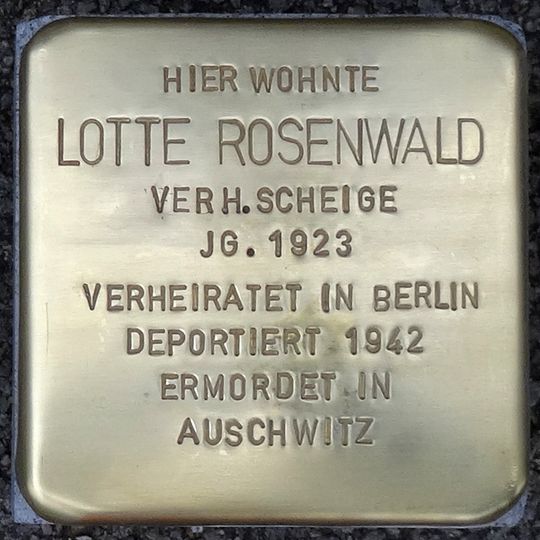 HIER WOHNTE
LOTTE ROSENWALD
VERH. SCHEIGE
JG. 1923
VERHEIRATET IN BERLIN
DEPORTIERT 1942
ERMORDET IN
AUSCHWITZ